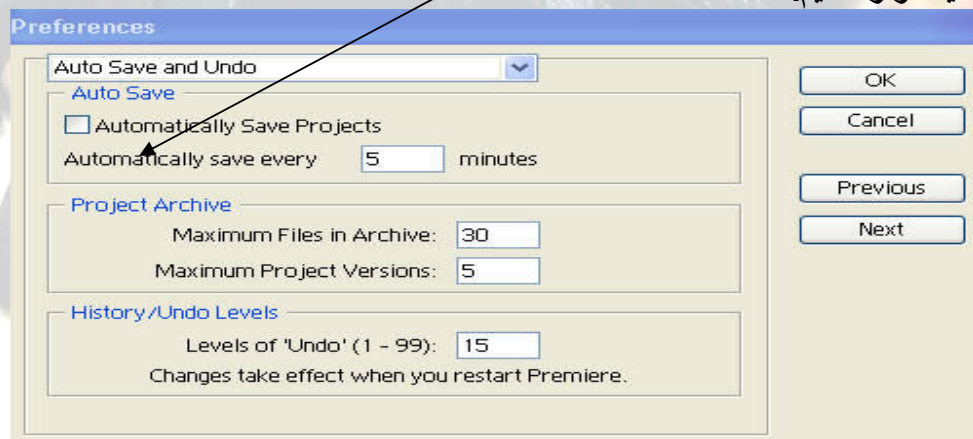 Preferences
Auto Save and Undo
OK
Auto Save
Automatically Save Projects
Cancel
Automatically save every 5 minutes
Previous
Project Archive
Maximum Files in Archive: 30
Next
Maximum Project Versions: 5
History/Undo Levels
Levels of 'Undo' (1 - 99): 15
Changes take effect when you restart Premiere.